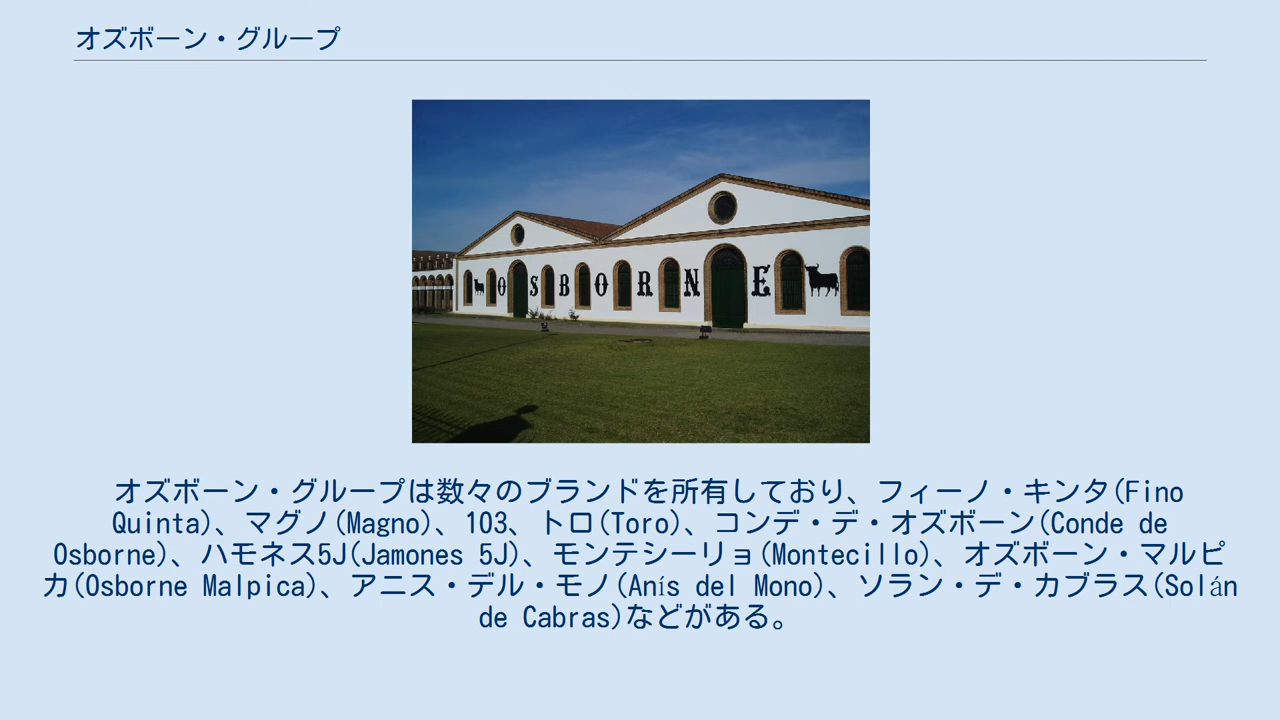 オズボーン・グループ
OSBORNE
オズボーン・グループは数々のブランドを所有しており、フィーノ・キンタ(Fino
Quinta)、マグノ(Magno)、103、トロ(Toro)、コンデ・デ・オズボーン(Conde de
Osborne)、ハモネス5J(Jamones 5J)、モンテシーリョ(Montecillo)、オズボーン・マルピ
カ(Osborne Malpica)、アニス・デル・モノ(Anís del Mono)、ソラン・デ・カブラス(Solán
de Cabras)などがある。